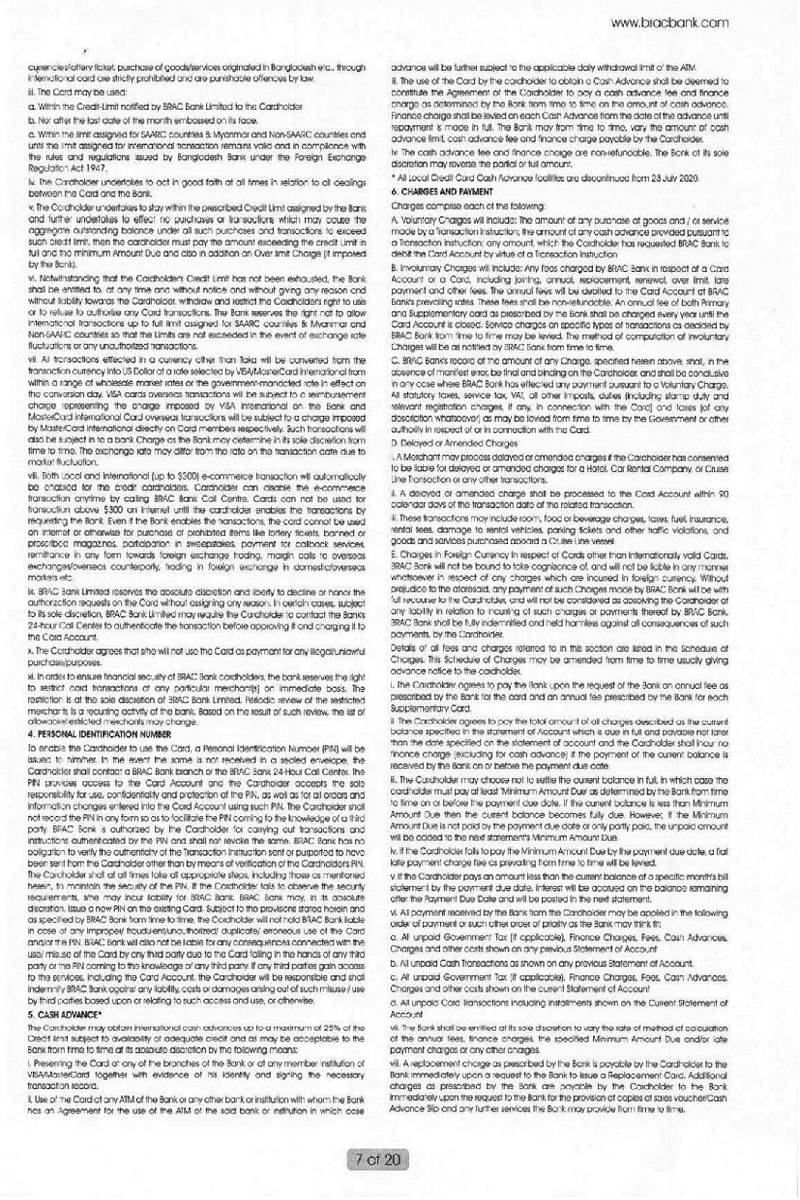 www.bracbank.com
currencies/lottery ticket, purchase of goods/services originated in Bangladesh etc., through
international card are strictly prohibited and are punishable offences by law.
iii. The Card may be used:
a. Within the Credit-Limit notified by BRAC Bank Limited to the Cardholder
b. Not after the last date of the month embossed on its face.
c. Within the limit assigned for SAARC countries & Myanmar and Non-SAARC countries and
until the limit assigned for international transaction remains valid and in compliance with
the rules and regulations issued by Bangladesh Bank under the Foreign Exchange
Regulation Act 1947.
iv. The Cardholder undertakes to act in good faith at all times in relation to all dealings
between the Card and the Bank.
v. The Cardholder undertakes to stay within the prescribed Credit Limit assigned by the Bank
and further undertakes to effect no purchases or transactions which may cause the
aggregate outstanding balance under all such purchases and transactions to exceed
such credit limit, then the cardholder must pay the amount exceeding the credit Limit in
full and the minimum Amount Due and also in addition an Over limit Charge (if imposed
by the Bank).
vi. Notwithstanding that the Cardholder's Credit Limit has not been exhausted, the Bank
shall be entitled to, at any time and without notice and without giving any reason and
without liability towards the Cardholder, withdraw and restrict the Cardholder's right to use
or to refuse to authorise any Card transactions. The Bank reserves the right not to allow
international transactions up to full limit assigned for SAARC countries & Myanmar and
Non-SAARC countries so that the Limits are not exceeded in the event of exchange rate
fluctuations or any unauthorized transactions.
vii. All transactions effected in a currency other than Taka will be converted from the
transaction currency into US Dollar at a rate selected by VISA/MasterCard International from
within a range of wholesale market rates or the government-mandated rate in effect on
the conversion day. VISA cards overseas transactions will be subject to a reimbursement
charge representing the charge imposed by VISA International on the Bank and
MasterCard international Card overseas transactions will be subject to a charge imposed
by MasterCard International directly on Card members respectively. Such transactions will
also be subject in to a bank Charge as the Bank may determine in its sole discretion from
time to time. The exchange rate may differ from the rate on the transaction date due to
market fluctuation.
viii. Both Local and International (up to $300) e-commerce transaction will automatically
be enabled for the credit cardholders. Cardholder can disable the e-commerce
transaction anytime by calling BRAC Bank Call Centre. Cards can not be used for
transaction above $300 on Internet until the cardholder enables the transactions by
requesting the Bank. Even if the Bank enables the transactions, the card cannot be used
on internet or otherwise for purchase of prohibited items like lottery tickets, banned or
proscribed magazines, participation in sweepstakes, payment for callback services,
remittance in any form towards foreign exchange trading, margin calls to overseas
exchanges/overseas counterparty, trading in foreign exchange in domestic/overseas
markets etc.
ix. BRAC Bank Limited reserves the absolute discretion and liberty to decline or honor the
authorization requests on the Card without assigning any reason. In certain cases, subject
to its sole discretion, BRAC Bank Limited may require the Cardholder to contact the Bank's
24-hour Call Center to authenticate the transaction before approving it and charging it to
the Card Account.
x. The Cardholder agrees that s/he will not use the Card as payment for any illegal/unlawful
purchase/purposes.
xi. In order to ensure financial security of BRAC Bank cardholders, the bank reserves the right
to restrict card transactions at any particular merchant(s) on immediate basis. The
restriction is at the sole discretion of BRAC Bank Limited. Periodic review of the restricted
merchants is a recurring activity of the bank. Based on the result of such review, the list of
allowable/restricted merchants may change.
4. PERSONAL IDENTIFICATION NUMBER
To enable the Cardholder to use the Card, a Personal Identification Number (PIN) will be
issued to him/her. In the event the same is not received in a sealed envelope, the
Cardholder shall contact a BRAC Bank branch or the BRAC Bank 24-Hour Call Center. The
PIN provides access to the Card Account and the Cardholder accepts the sole
responsibility for use, confidentiality and protection of the PIN, as well as for all orders and
information changes entered into the Card Account using such PIN. The Cardholder shall
not record the PIN in any form so as to facilitate the PIN coming to the knowledge of a third
party. BRAC Bank is authorized by the Cardholder for carrying out transactions and
instructions authenticated by the PIN and shall not revoke the same. BRAC Bank has no
obligation to verify the authenticity of the Transaction instruction sent or purported to have
been sent from the Cardholder other than by means of verification of the Cardholder's PIN.
The Cardholder shall at all times take all appropriate steps, including those as mentioned
herein, to maintain the security of the PIN. If the Cardholder fails to observe the security
requirements, s/he may incur liability for BRAC Bank. BRAC Bank may, in its absolute
discretion, issue a new PIN on the existing Card. Subject to the provisions stated herein and
as specified by BRAC Bank from time to time, the Cardholder will not hold BRAC Bank liable
in case of any improper/ fraudulent/unauthorized/ duplicate/ erroneous use of the Card
and/or the PIN. BRAC Bank will also not be liable for any consequences connected with the
use/ misuse of the Card by any third party due to the Card falling in the hands of any third
party or the PIN coming to the knowledge of any third party. If any third parties gain access
to the services, including the Card Account, the Cardholder will be responsible and shall
indemnify BRAC Bank against any liability, costs or damages arising out of such misuse / use
by third parties based upon or relating to such access and use, or otherwise.
5. CASH ADVANCE*
The Cardholder may obtain international cash advances up to a maximum of 25% of the
Credit limit subject to availability of adequate credit and as may be acceptable to the
Bank from time to time at its absolute discretion by the following means:
i. Presenting the Card at any of the branches of the Bank or at any member institution of
VISA/MasterCard together with evidence of his identity and signing the necessary
transaction record.
ii. Use of the Card at any ATM of the Bank or any other bank or institution with whom the Bank
has an Agreement for the use of the ATM of the said bank or institution in which case
advance will be further subject to the applicable daily withdrawal limit of the ATM.
iii. The use of the Card by the cardholder to obtain a Cash Advance shall be deemed to
constitute the Agreement of the Cardholder to pay a cash advance fee and finance
charge as determined by the Bank from time to time on the amount of cash advance.
Finance charge shall be levied on each Cash Advance from the date of the advance until
repayment is made in full. The Bank may from time to time, vary the amount of cash
advance limit, cash advance fee and finance charge payable by the Cardholder.
iv. The cash advance fee and finance charge are non-refundable. The Bank at its sole
discretion may reverse the partial or full amount.
* All Local Credit Card Cash Advance facilities are discontinued from 23 July 2020.
6. CHARGES AND PAYMENT
Charges comprise each of the following:
A. Voluntary Charges will include: The amount of any purchase of goods and / or service
made by a Transaction Instruction; the amount of any cash advance provided pursuant to
a Transaction instruction; any amount, which the Cardholder has requested BRAC Bank to
debit the Card Account by virtue of a Transaction Instruction
B. Involuntary Charges will include: Any fees charged by BRAC Bank in respect of a Card
Account or a Card, including joining, annual, replacement, renewal, over limit, late
payment and other fees. The annual fees will be debited to the Card Account at BRAC
Bank's prevailing rates. These fees shall be non-refundable. An annual fee of both Primary
and Supplementary card as prescribed by the Bank shall be charged every year until the
Card Account is closed. Service charges on specific types of transactions as decided by
BRAC Bank from time to time may be levied. The method of computation of involuntary
Charges will be as notified by BRAC Bank from time to time.
C. BRAC Bank's record of the amount of any Charge, specified herein above, shall, in the
absence of manifest error, be final and binding on the Cardholder, and shall be conclusive
in any case where BRAC Bank has effected any payment pursuant to a Voluntary Charge.
All statutory taxes, service tax, VAT, all other imposts, duties (including stamp duty and
relevant registration charges, if any, in connection with the Card) and taxes (of any
description whatsoever) as may be levied from time to time by the Government or other
authority in respect of or in connection with the Card.
D. Delayed or Amended Charges
i. A Merchant may process delayed or amended charges if the Cardholder has consented
to be liable for delayed or amended charges for a Hotel, Car Rental Company, or Cruise
Line Transaction or any other transactions.
ii. A delayed or amended charge shall be processed to the Card Account within 90
calendar days of the transaction date of the related transaction.
iii. These transactions may include room, food or beverage charges, taxes, fuel, insurance,
rental fees, damage to rental vehicles, parking tickets and other traffic violations, and
goods and services purchased aboard a Cruise Line vessel.
E. Charges in Foreign Currency in respect of Cards other than internationally valid Cards,
BRAC Bank will not be bound to take cognizance of, and will not be liable in any manner
whatsoever in respect of any charges which are incurred in foreign currency. Without
prejudice to the aforesaid, any payment of such Charges made by BRAC Bank will be with
full recourse to the Cardholder, and will not be considered as absolving the Cardholder of
any liability in relation to incurring of such charges or payments thereof by BRAC Bank.
BRAC Bank shall be fully indemnified and held harmless against all consequences of such
payments, by the Cardholder.
Details of all fees and charges referred to in this section are listed in the Schedule of
Charges. This Schedule of Charges may be amended from time to time usually giving
advance notice to the cardholder.
i. The Cardholder agrees to pay the Bank upon the request of the Bank an annual fee as
prescribed by the Bank for the card and an annual fee prescribed by the Bank for each
Supplementary Card.
ii. The Cardholder agrees to pay the total amount of all charges described as the current
balance specified in the statement of Account which is due in full and payable not later
than the date specified on the statement of account and the Cardholder shall incur no
finance charge (excluding for cash advance) if the payment of the current balance is
received by the Bank on or before the payment due date.
iii. The Cardholder may choose not to settle the current balance in full, in which case the
cardholder must pay at least 'Minimum Amount Due' as determined by the Bank from time
to time on or before the payment due date. If the current balance is less than Minimum
Amount Due then the current balance becomes fully due. However, if the Minimum
Amount Due is not paid by the payment due date or only partly paid, the unpaid amount
will be added to the next statement's Minimum Amount Due.
iv. If the Cardholder fails to pay the Minimum Amount Due by the payment due date, a flat
late payment charge fee as prevailing from time to time will be levied.
v. If the Cardholder pays an amount less than the current balance of a specific month's bill
statement by the payment due date, interest will be accrued on the balance remaining
after the Payment Due Date and will be posted in the next statement.
vi. All payment received by the Bank from the Cardholder may be applied in the following
order of payment or such other order of priority as the Bank may think fit:
a. All unpaid Government Tax (if applicable), Finance Charges, Fees, Cash Advances,
Charges and other costs shown on any previous Statement of Account
b. All unpaid Cash Transactions as shown on any previous Statement of Account.
c. All unpaid Government Tax (if applicable), Finance Charges, Fees, Cash Advances,
Charges and other costs shown on the current Statement of Account
d. All unpaid Card Transactions including installments shown on the Current Statement of
Account
vii. The Bank shall be entitled at its sole discretion to vary the rate of method of calculation
of the annual fees, finance charges, the specified Minimum Amount Due and/or late
payment charges or any other charges.
viii. A replacement charge as prescribed by the Bank is payable by the Cardholder to the
Bank immediately upon a request to the Bank to issue a Replacement Card. Additional
charges as prescribed by the Bank are payable by the Cardholder to the Bank
immediately upon the request to the Bank for the provision of copies of sales voucher/Cash
Advance Slip and any further services the Bank may provide from time to time.
7 of 20